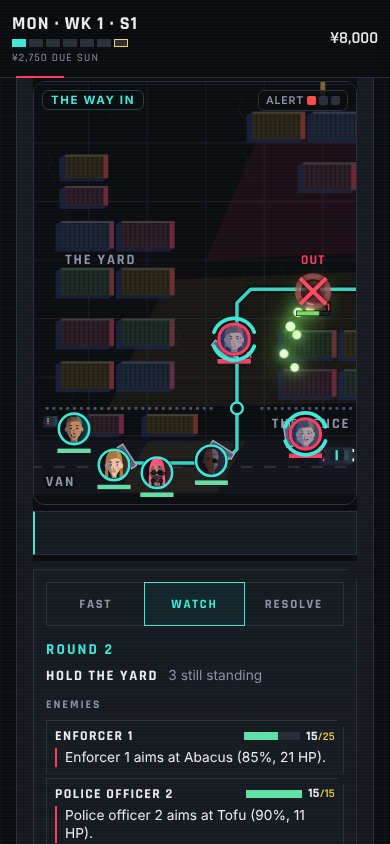 MON · WK 1 · S1
¥8,000
¥2,750 DUE SUN
THE WAY IN
ALERT
THE YARD
OUT
VAN
FAST
WATCH
RESOLVE
ROUND 2
HOLD THE YARD 3 still standing
ENEMIES
ENFORCER 1 15/25
Enforcer 1 aims at Abacus (85%, 21 HP).
POLICE OFFICER 2 15/15
Police officer 2 aims at Tofu (90%, 11
HP).